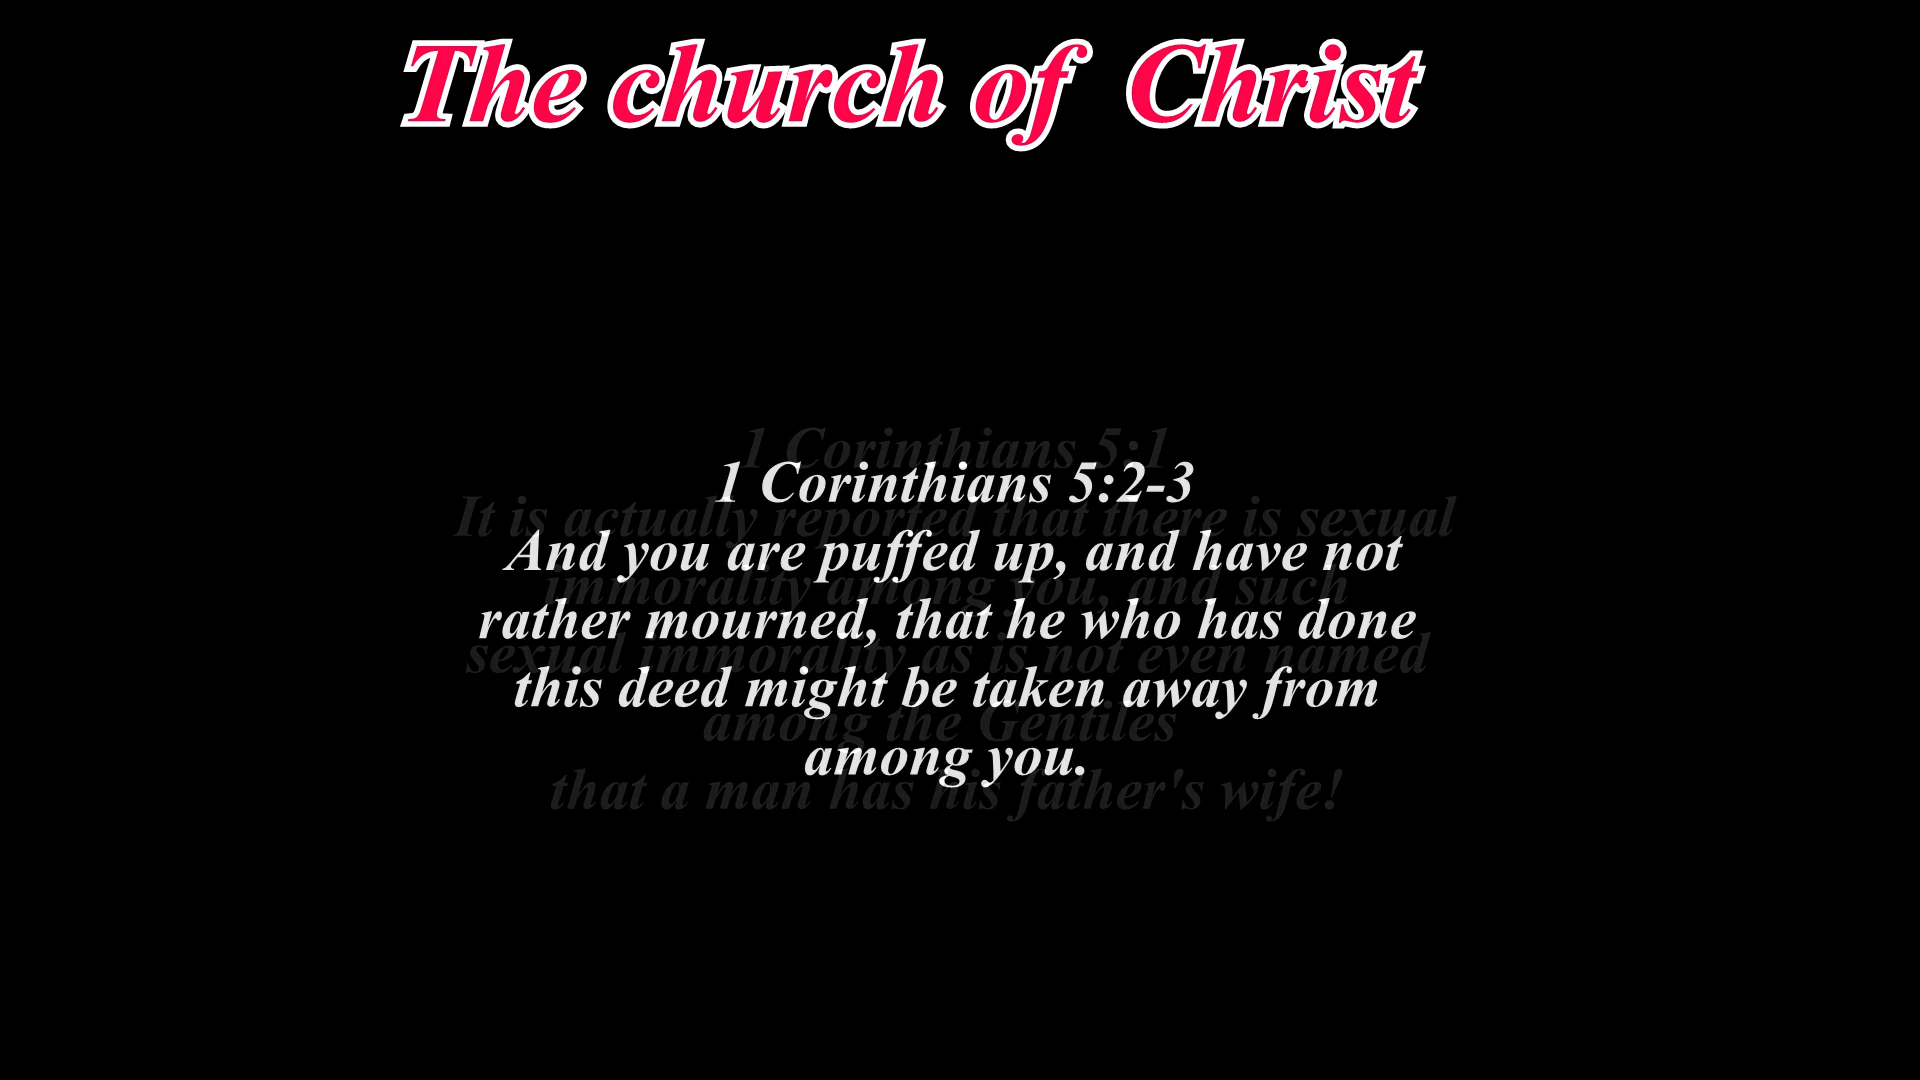 The church of Christ
1 Corinthians 5:1
It is actually reported that there is sexual
immorality among you, and such
sexual immorality as is not even named
among the Gentiles
that a man has his father's wife!
1 Corinthians 5:2-3
And you are puffed up, and have not
rather mourned, that he who has done
this deed might be taken away from
among you.